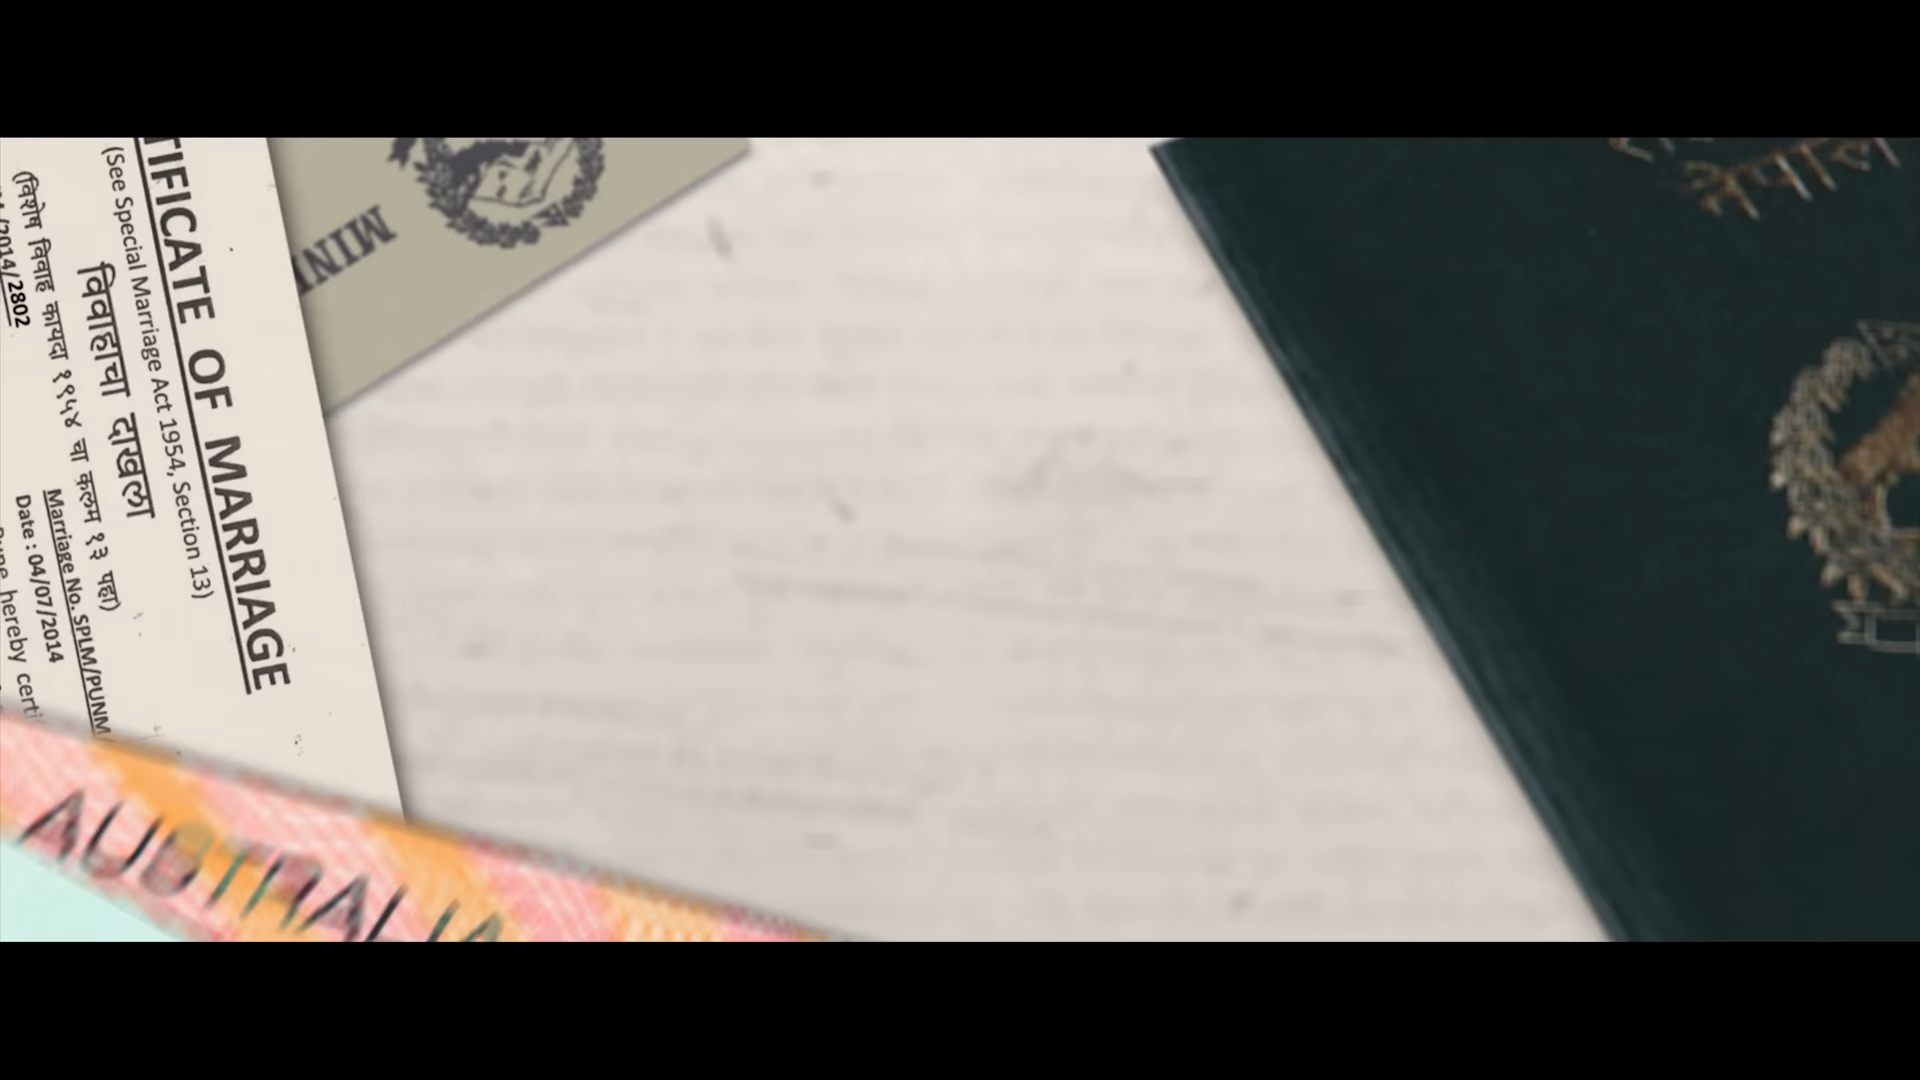 TIFICATE OF MARRIAGE
(See Special Marriage Act 1954, Section 13)
विवाहाचा दाखला
(विशेष विवाह कायदा १९५४ चा कलम १३ पहा)
Marriage No. SPLM/PUNM
/2014/2802
Date : 04/07/2014
hereby certi
MINI
नेपाल
AUSTRALIA